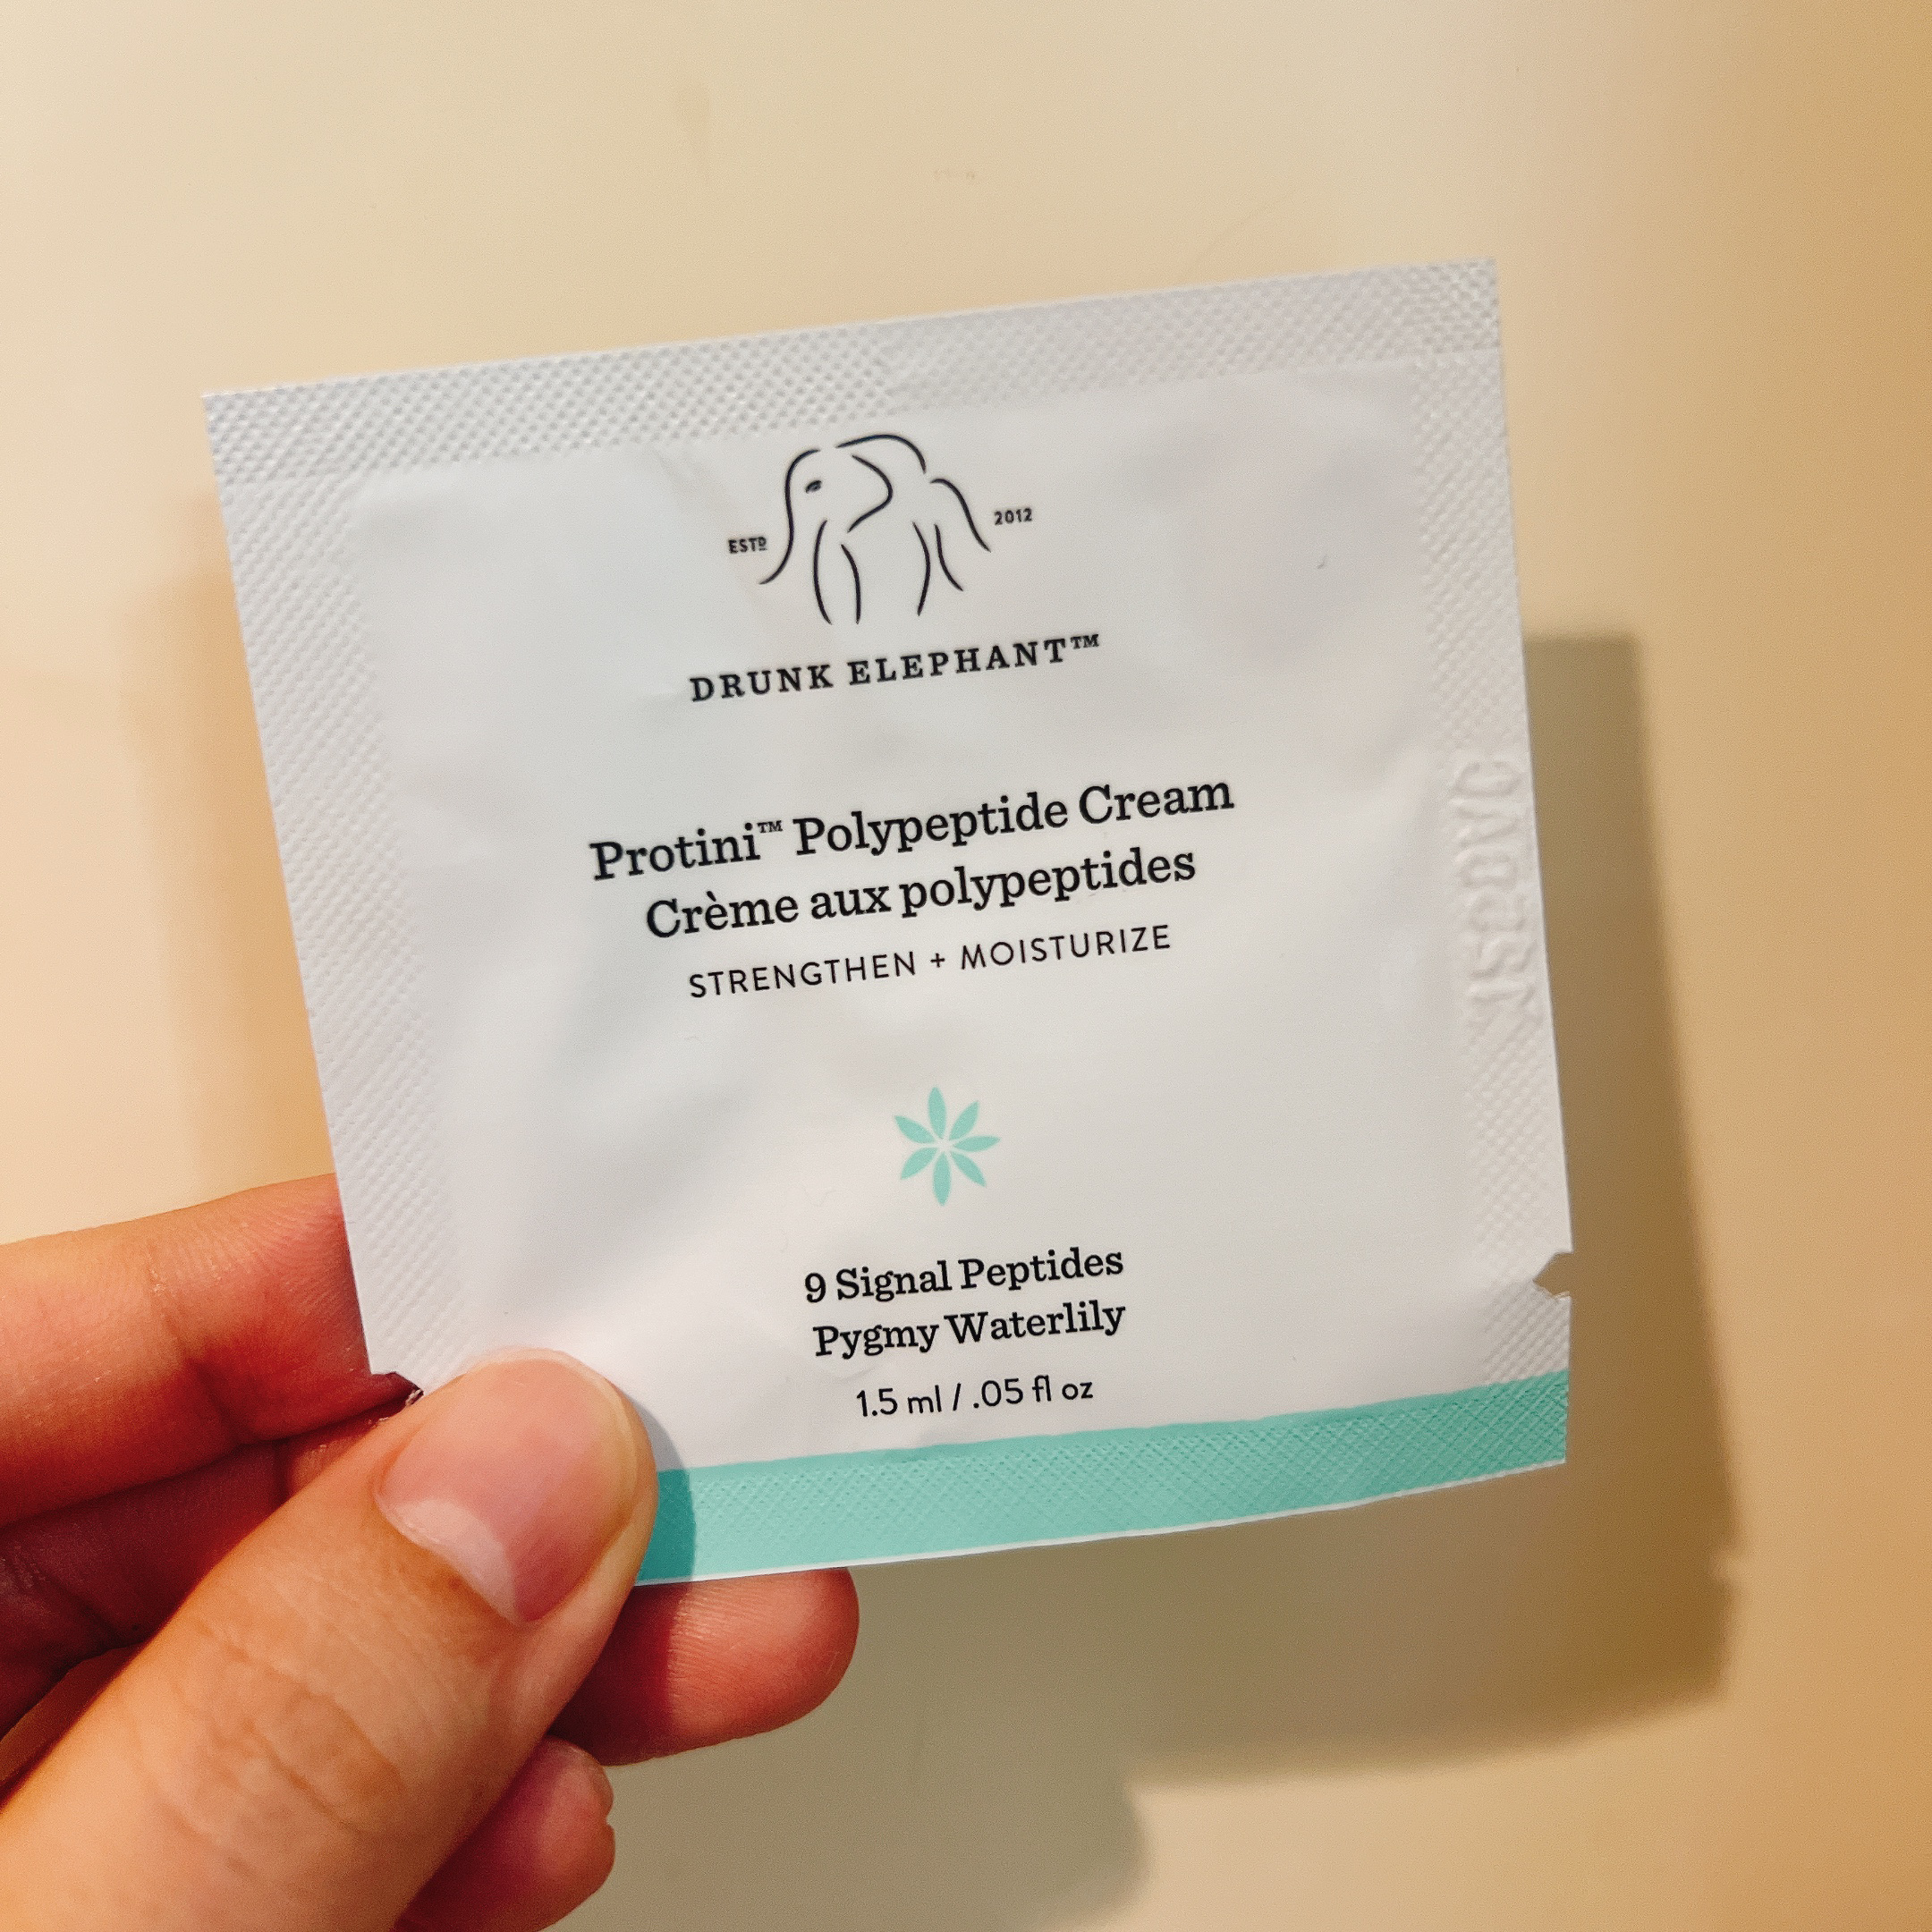 ESTD 2012
DRUNK ELEPHANT™
Protini™ Polypeptide Cream
Crème aux polypeptides
STRENGTHEN + MOISTURIZE
9 Signal Peptides
Pygmy Waterlily
1.5 ml / .05 fl oz